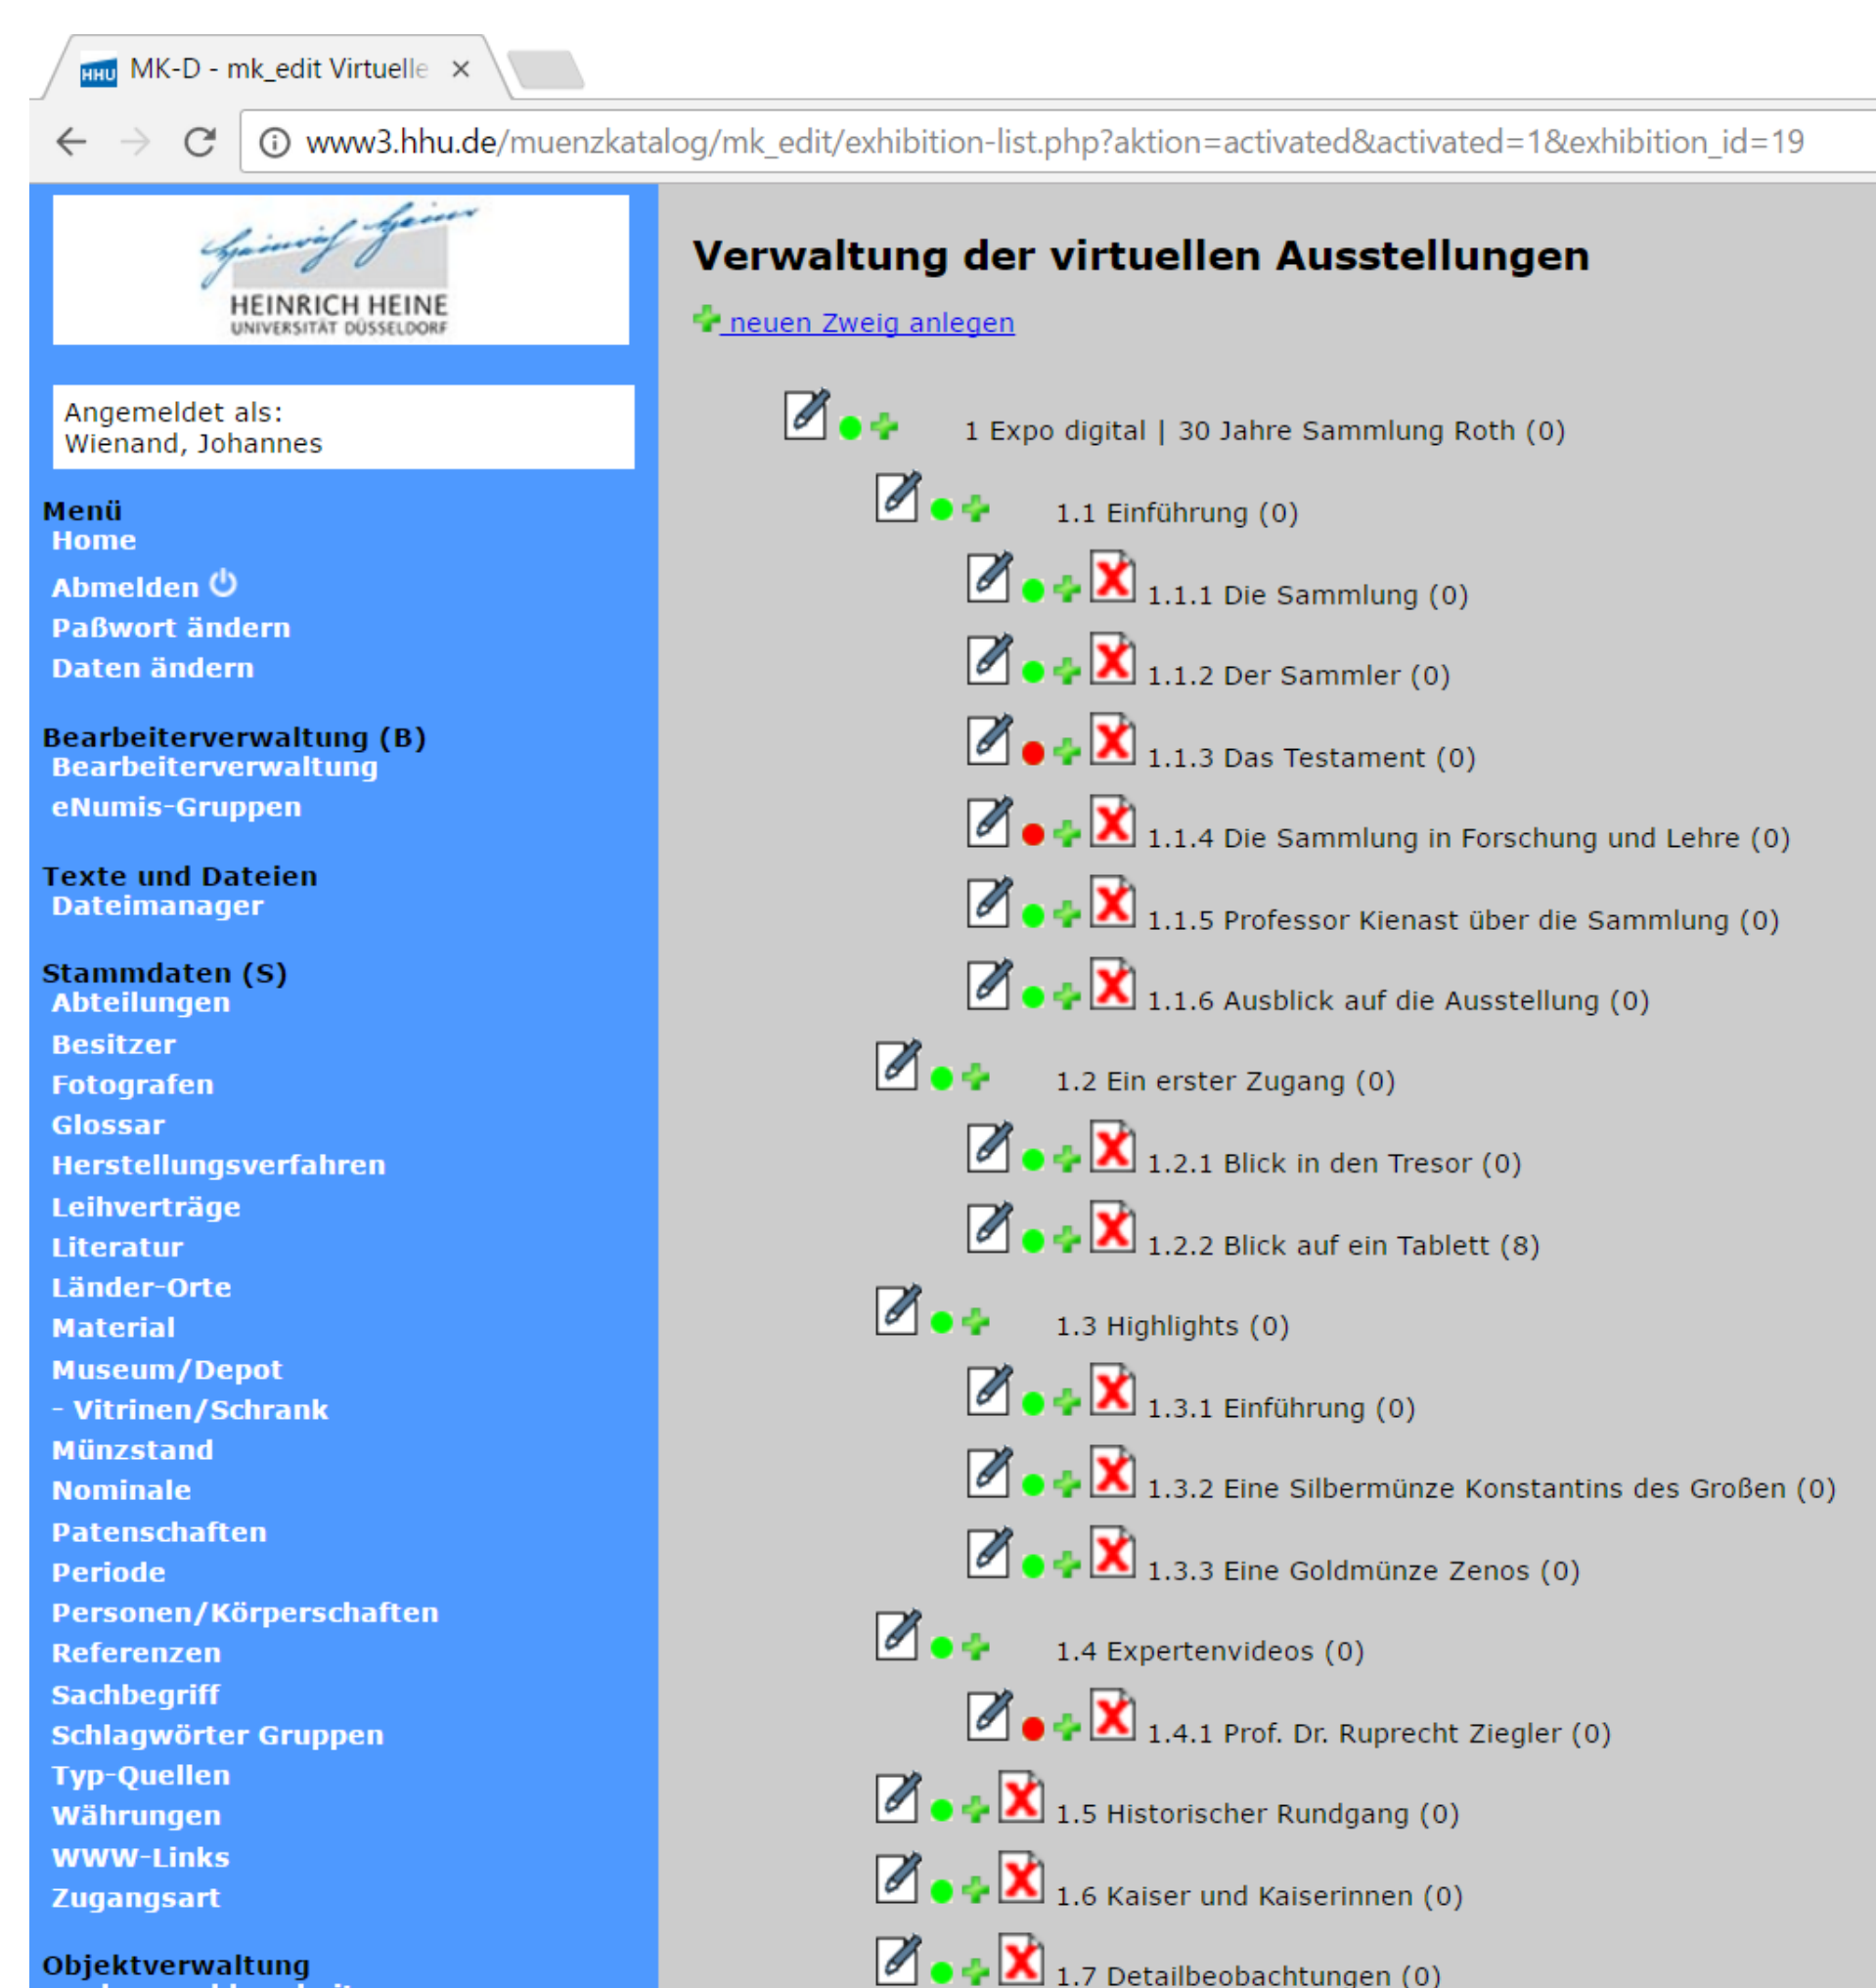 HHU MK-D - mk_edit Virtuelle
www3.hhu.de/muenzkatalog/mk_edit/exhibition-list.php?aktion=activated&activated=1&exhibition_id=19
Heinrich Heine
HEINRICH HEINE
UNIVERSITÄT DÜSSELDORF
Angemeldet als:
Wienand, Johannes
Menü
Home
Abmelden
Paßwort ändern
Daten ändern
Bearbeiterverwaltung (B)
Bearbeiterverwaltung
eNumis-Gruppen
Texte und Dateien
Dateimanager
Stammdaten (S)
Abteilungen
Besitzer
Fotografen
Glossar
Herstellungsverfahren
Leihverträge
Literatur
Länder-Orte
Material
Museum/Depot
- Vitrinen/Schrank
Münzstand
Nominale
Patenschaften
Periode
Personen/Körperschaften
Referenzen
Sachbegriff
Schlagwörter Gruppen
Typ-Quellen
Währungen
WWW-Links
Zugangsart
Objektverwaltung
Verwaltung der virtuellen Ausstellungen
neuen Zweig anlegen
1 Expo digital | 30 Jahre Sammlung Roth (0)
1.1 Einführung (0)
1.1.1 Die Sammlung (0)
1.1.2 Der Sammler (0)
1.1.3 Das Testament (0)
1.1.4 Die Sammlung in Forschung und Lehre (0)
1.1.5 Professor Kienast über die Sammlung (0)
1.1.6 Ausblick auf die Ausstellung (0)
1.2 Ein erster Zugang (0)
1.2.1 Blick in den Tresor (0)
1.2.2 Blick auf ein Tablett (8)
1.3 Highlights (0)
1.3.1 Einführung (0)
1.3.2 Eine Silbermünze Konstantins des Großen (0)
1.3.3 Eine Goldmünze Zenos (0)
1.4 Expertenvideos (0)
1.4.1 Prof. Dr. Ruprecht Ziegler (0)
1.5 Historischer Rundgang (0)
1.6 Kaiser und Kaiserinnen (0)
1.7 Detailbeobachtungen (0)